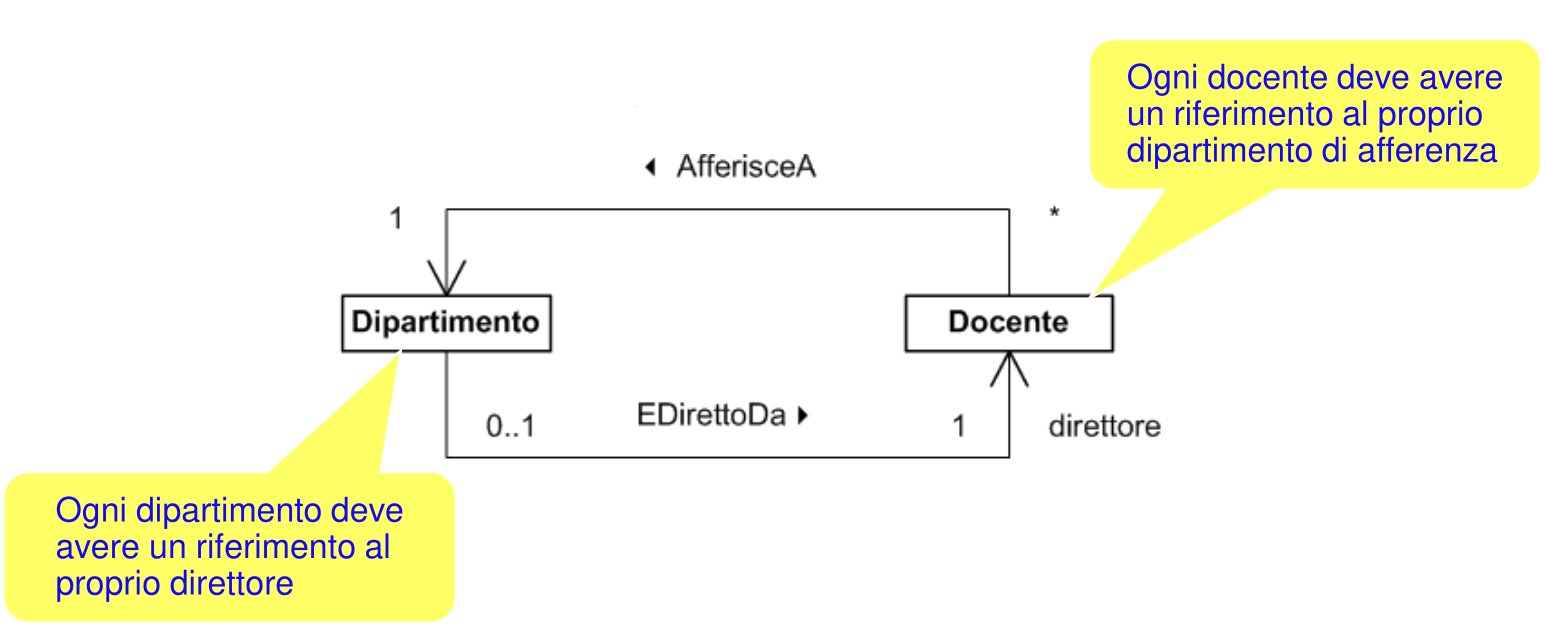 Ogni docente deve avere
un riferimento al proprio
dipartimento di afferenza
AfferisceA
1
*
Dipartimento
Docente
0..1
EDirettoDa
1
direttore
Ogni dipartimento deve
avere un riferimento al
proprio direttore